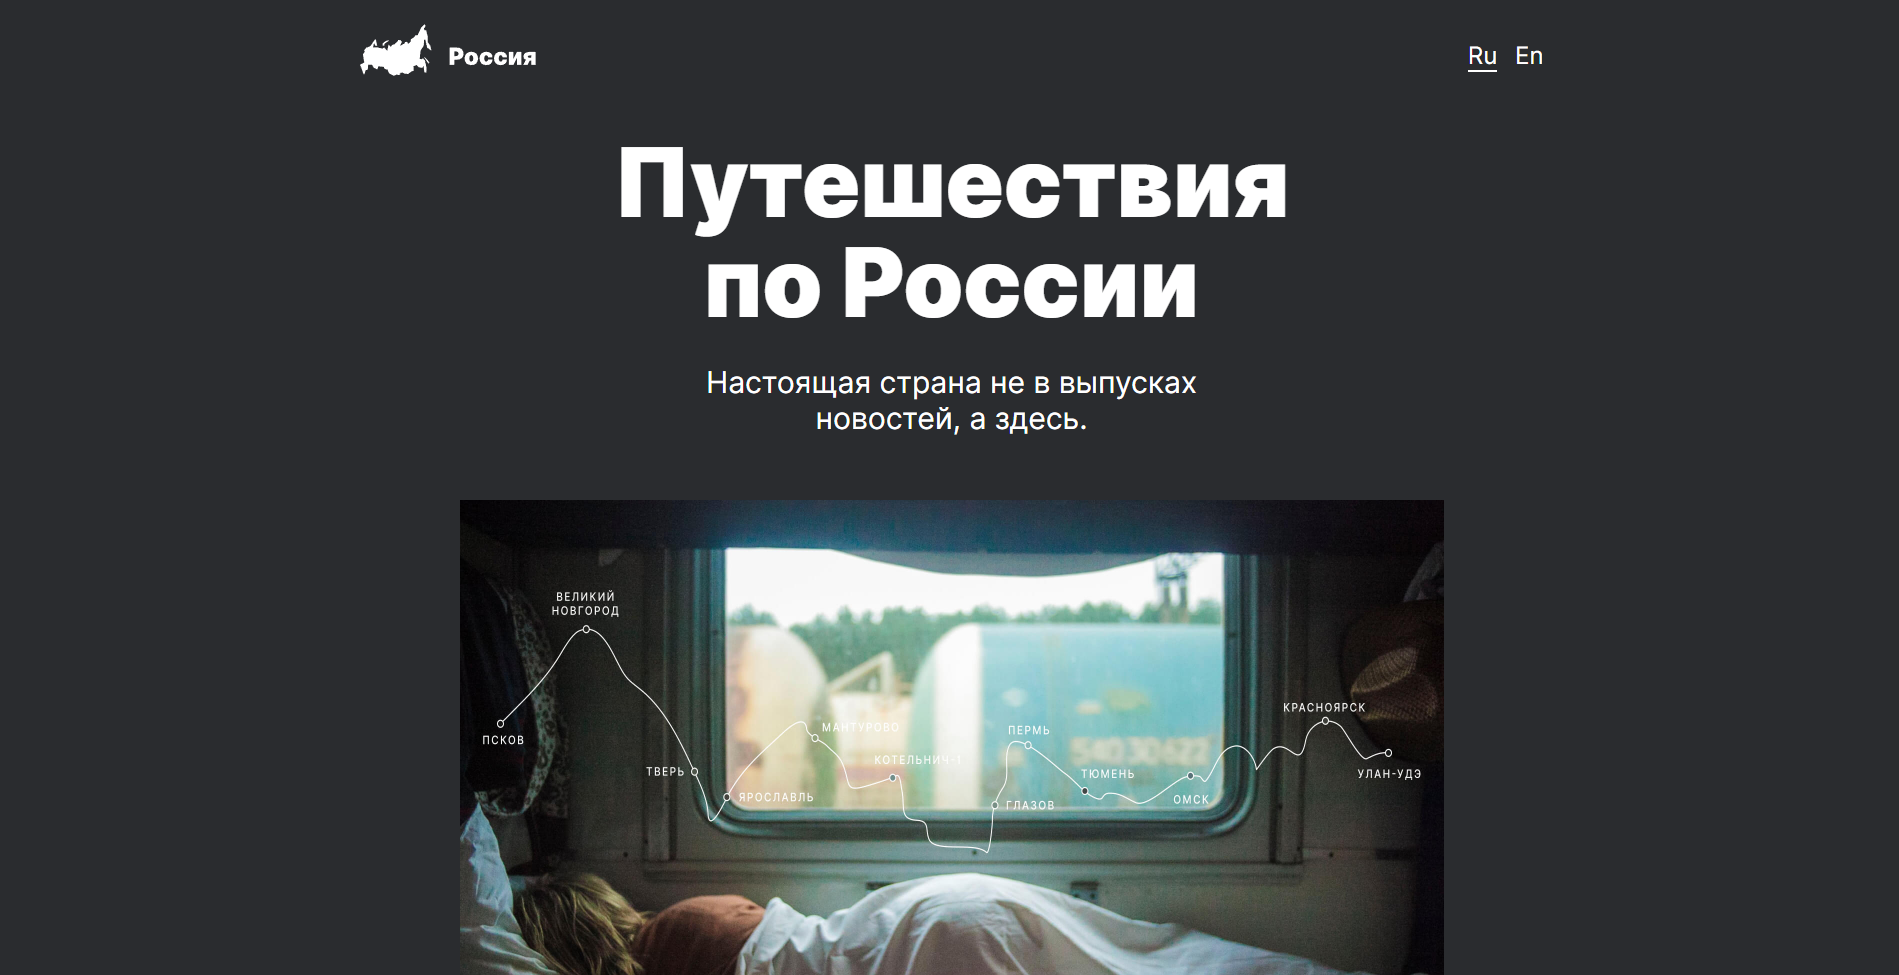 Россия
Ru En
Путешествия
по России
Настоящая страна не в выпусках
новостей, а здесь.
ВЕЛИКИЙ
НОВГОРОД
ПСКОВ
ТВЕРЬ
ЯРОСЛАВЛЬ
МАНТУРОВО
КОТЕЛЬНИЧ-1
ГЛАЗОВ
ПЕРМЬ
ТЮМЕНЬ
ОМСК
КРАСНОЯРСК
УЛАН-УДЭ
54030622